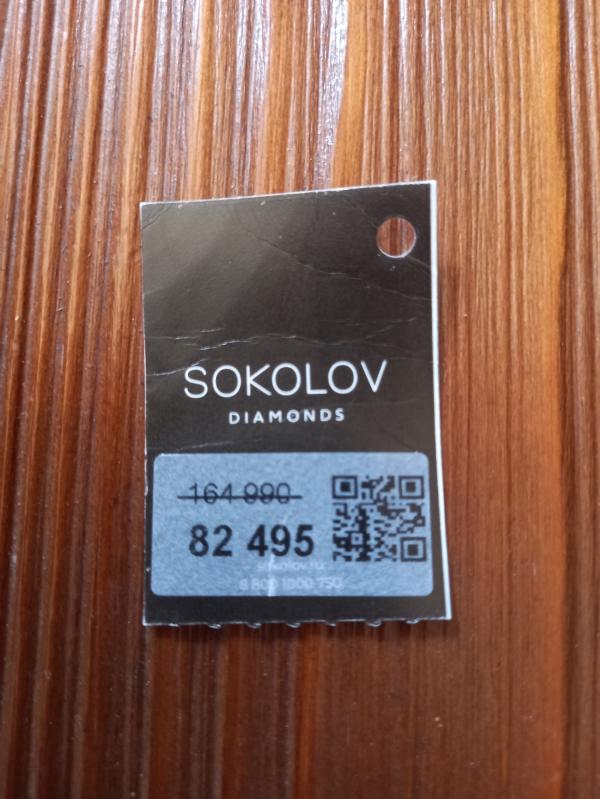 SOKOLOV
DIAMONDS
164 990
82 495
sokolov.ru
8 800 1000 750